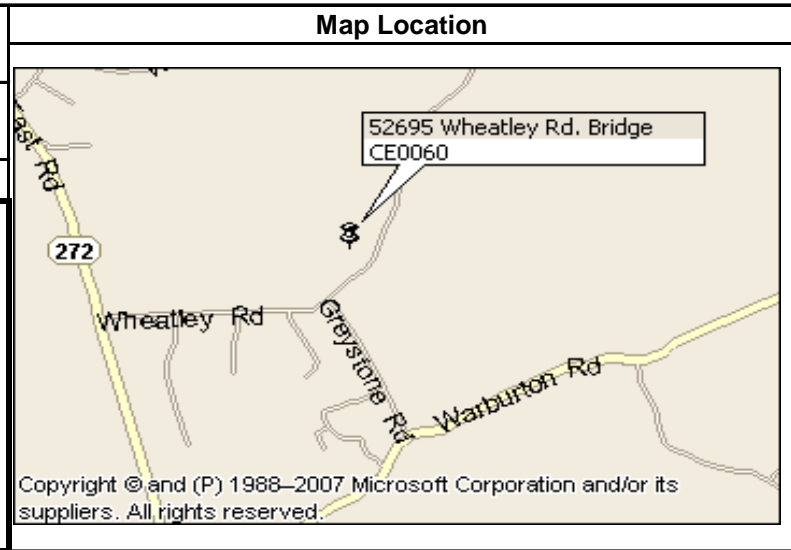 Map Location
52695 Wheatley Rd. Bridge
CE0060
East Rd
272
Wheatley Rd
Greystone Rd
Warburton Rd
Copyright © and (P) 1988–2007 Microsoft Corporation and/or its
suppliers. All rights reserved.